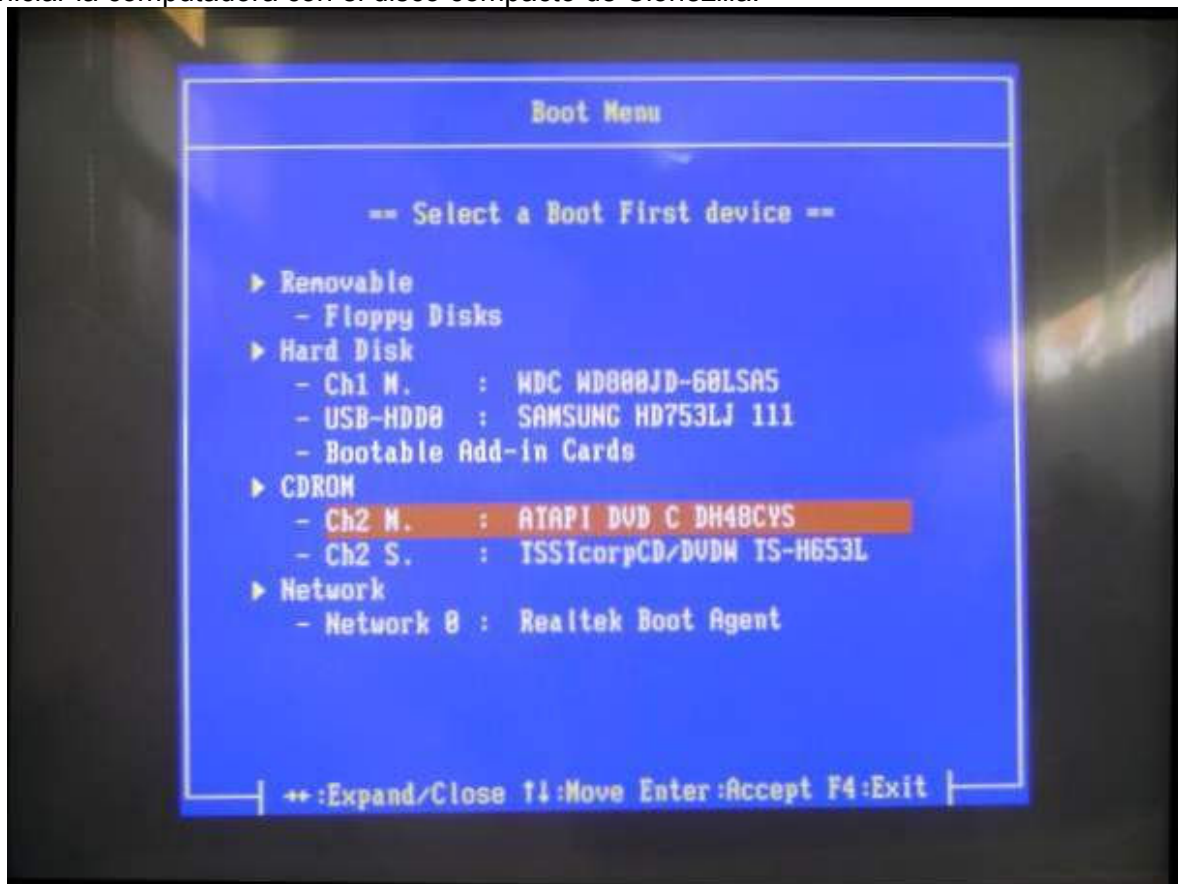 iniciar la computadora con el disco compacto de Clonezilla.
Boot Menu
== Select a Boot First device ==
▶ Removable
– Floppy Disks
▶ Hard Disk
– Ch1 M. : WDC WD800JD-60LSA5
– USB-HDD0 : SAMSUNG HD753LJ 111
– Bootable Add-in Cards
▶ CDROM
– Ch2 M. : ATAPI DVD C DH48CYS
– Ch2 S. : TSSTcorpCD/DVDW TS-H653L
▶ Network
– Network 0 : Realtek Boot Agent
→←:Expand/Close ↑↓:Move Enter:Accept F4:Exit